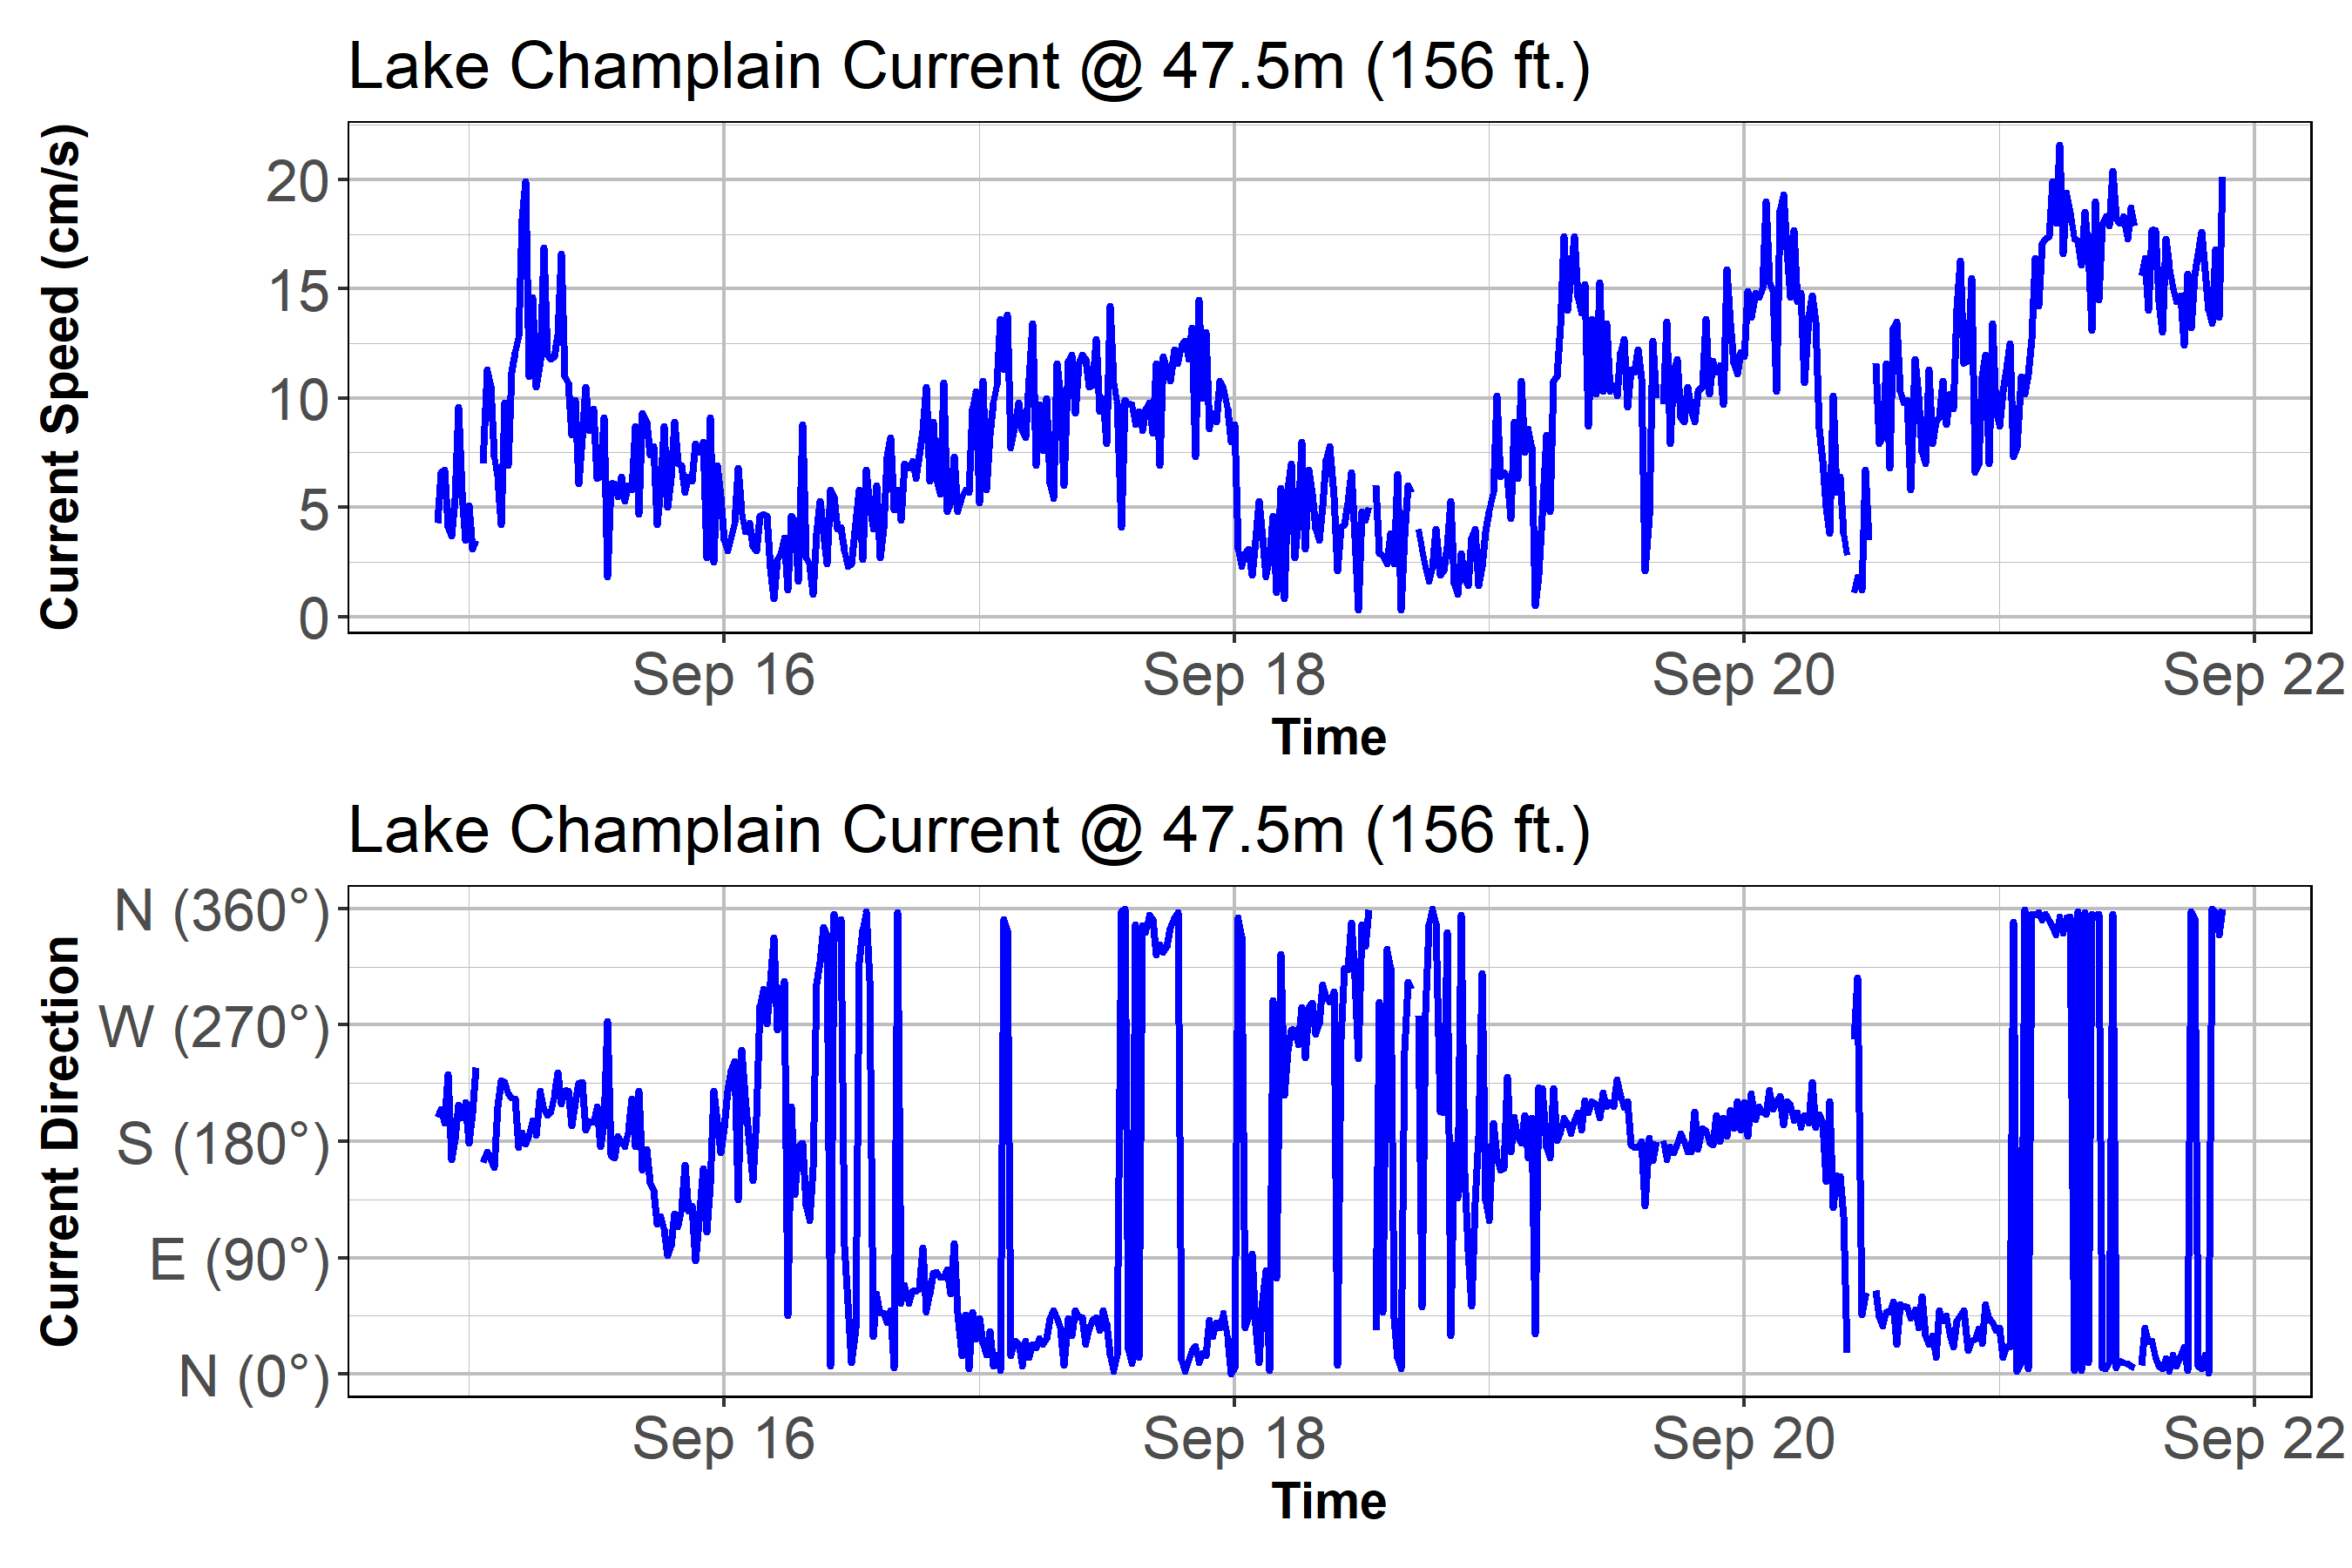 Lake Champlain Current @ 47.5m (156 ft.)
Current Speed (cm/s)
20
15
10
5
0
Sep 16
Sep 18
Sep 20
Sep 22
Time
Lake Champlain Current @ 47.5m (156 ft.)
Current Direction
N (360°)
W (270°)
S (180°)
E (90°)
N (0°)
Sep 16
Sep 18
Sep 20
Sep 22
Time